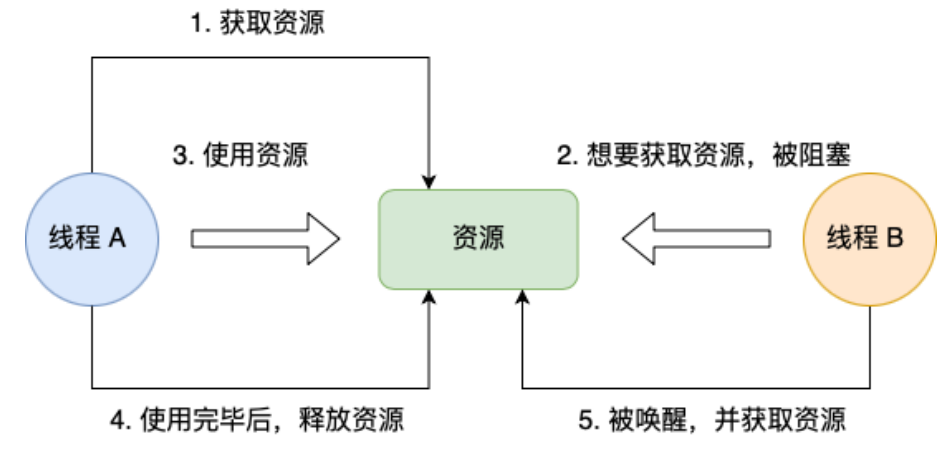 1. 获取资源
3. 使用资源
2. 想要获取资源，被阻塞
线程 A
资源
线程 B
4. 使用完毕后，释放资源
5. 被唤醒，并获取资源